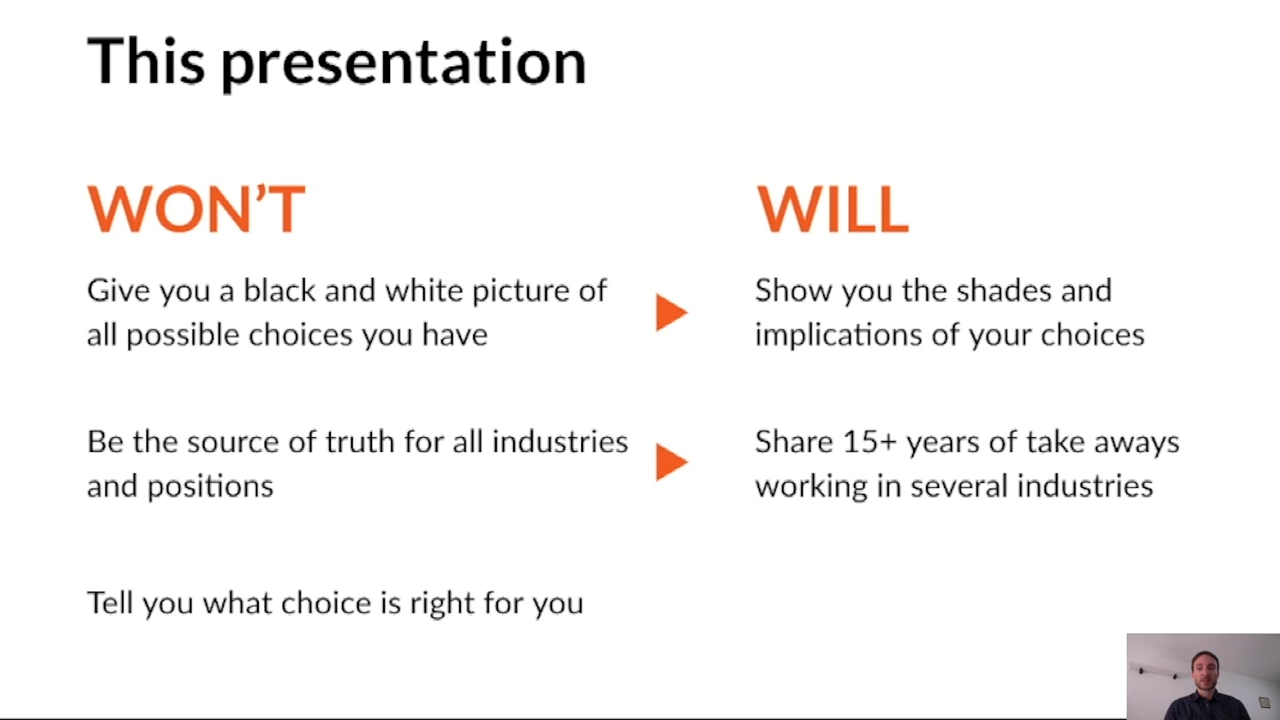 This presentation
WON'T
WILL
Give you a black and white picture of
all possible choices you have
Show you the shades and
implications of your choices
Be the source of truth for all industries
and positions
Share 15+ years of take aways
working in several industries
Tell you what choice is right for you